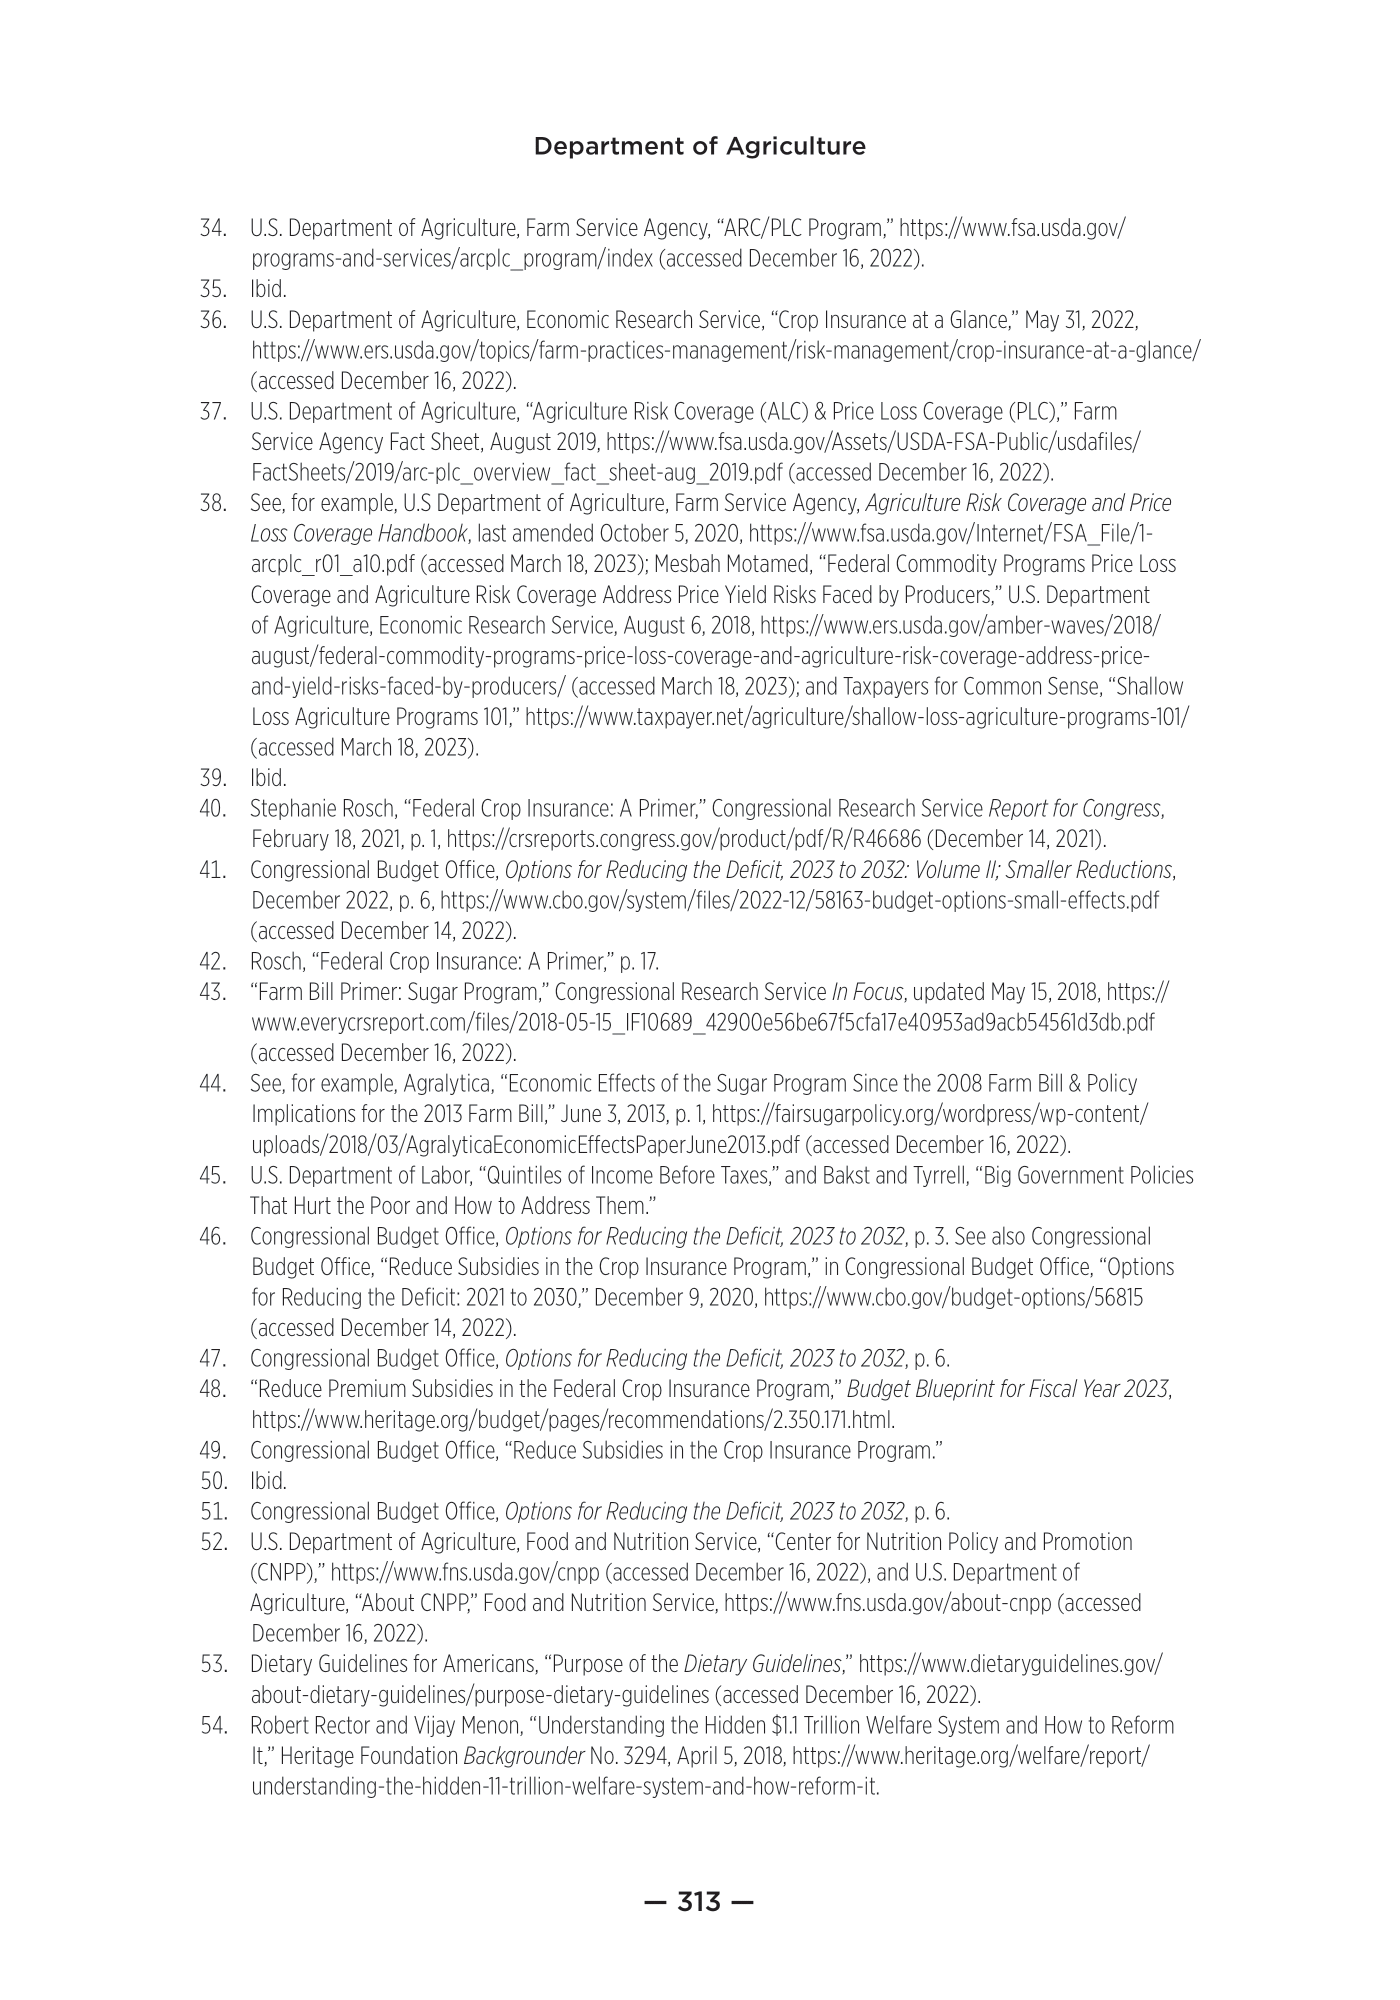 Department of Agriculture
34. U.S. Department of Agriculture, Farm Service Agency, “ARC/PLC Program,” https://www.fsa.usda.gov/
programs-and-services/arcplc_program/index (accessed December 16, 2022).
35. Ibid.
36. U.S. Department of Agriculture, Economic Research Service, “Crop Insurance at a Glance,” May 31, 2022,
https://www.ers.usda.gov/topics/farm-practices-management/risk-management/crop-insurance-at-a-glance/
(accessed December 16, 2022).
37. U.S. Department of Agriculture, “Agriculture Risk Coverage (ALC) & Price Loss Coverage (PLC),” Farm
Service Agency Fact Sheet, August 2019, https://www.fsa.usda.gov/Assets/USDA-FSA-Public/usdafiles/
FactSheets/2019/arc-plc_overview_fact_sheet-aug_2019.pdf (accessed December 16, 2022).
38. See, for example, U.S Department of Agriculture, Farm Service Agency, Agriculture Risk Coverage and Price
Loss Coverage Handbook, last amended October 5, 2020, https://www.fsa.usda.gov/Internet/FSA_File/1-
arcplc_r01_a10.pdf (accessed March 18, 2023); Mesbah Motamed, “Federal Commodity Programs Price Loss
Coverage and Agriculture Risk Coverage Address Price Yield Risks Faced by Producers,” U.S. Department
of Agriculture, Economic Research Service, August 6, 2018, https://www.ers.usda.gov/amber-waves/2018/
august/federal-commodity-programs-price-loss-coverage-and-agriculture-risk-coverage-address-price-
and-yield-risks-faced-by-producers/ (accessed March 18, 2023); and Taxpayers for Common Sense, “Shallow
Loss Agriculture Programs 101,” https://www.taxpayer.net/agriculture/shallow-loss-agriculture-programs-101/
(accessed March 18, 2023).
39. Ibid.
40. Stephanie Rosch, “Federal Crop Insurance: A Primer,” Congressional Research Service Report for Congress,
February 18, 2021, p. 1, https://crsreports.congress.gov/product/pdf/R/R46686 (December 14, 2021).
41. Congressional Budget Office, Options for Reducing the Deficit, 2023 to 2032: Volume II; Smaller Reductions,
December 2022, p. 6, https://www.cbo.gov/system/files/2022-12/58163-budget-options-small-effects.pdf
(accessed December 14, 2022).
42. Rosch, “Federal Crop Insurance: A Primer,” p. 17.
43. “Farm Bill Primer: Sugar Program,” Congressional Research Service In Focus, updated May 15, 2018, https://
www.everycrsreport.com/files/2018-05-15_IF10689_42900e56be67f5cfa17e40953ad9acb54561d3db.pdf
(accessed December 16, 2022).
44. See, for example, Agralytica, “Economic Effects of the Sugar Program Since the 2008 Farm Bill & Policy
Implications for the 2013 Farm Bill,” June 3, 2013, p. 1, https://fairsugarpolicy.org/wordpress/wp-content/
uploads/2018/03/AgralyticaEconomicEffectsPaperJune2013.pdf (accessed December 16, 2022).
45. U.S. Department of Labor, “Quintiles of Income Before Taxes,” and Bakst and Tyrrell, “Big Government Policies
That Hurt the Poor and How to Address Them.”
46. Congressional Budget Office, Options for Reducing the Deficit, 2023 to 2032, p. 3. See also Congressional
Budget Office, “Reduce Subsidies in the Crop Insurance Program,” in Congressional Budget Office, “Options
for Reducing the Deficit: 2021 to 2030,” December 9, 2020, https://www.cbo.gov/budget-options/56815
(accessed December 14, 2022).
47. Congressional Budget Office, Options for Reducing the Deficit, 2023 to 2032, p. 6.
48. “Reduce Premium Subsidies in the Federal Crop Insurance Program,” Budget Blueprint for Fiscal Year 2023,
https://www.heritage.org/budget/pages/recommendations/2.350.171.html.
49. Congressional Budget Office, “Reduce Subsidies in the Crop Insurance Program.”
50. Ibid.
51. Congressional Budget Office, Options for Reducing the Deficit, 2023 to 2032, p. 6.
52. U.S. Department of Agriculture, Food and Nutrition Service, “Center for Nutrition Policy and Promotion
(CNPP),” https://www.fns.usda.gov/cnpp (accessed December 16, 2022), and U.S. Department of
Agriculture, “About CNPP,” Food and Nutrition Service, https://www.fns.usda.gov/about-cnpp (accessed
December 16, 2022).
53. Dietary Guidelines for Americans, “Purpose of the Dietary Guidelines,” https://www.dietaryguidelines.gov/
about-dietary-guidelines/purpose-dietary-guidelines (accessed December 16, 2022).
54. Robert Rector and Vijay Menon, “Understanding the Hidden $1.1 Trillion Welfare System and How to Reform
It,” Heritage Foundation Backgrounder No. 3294, April 5, 2018, https://www.heritage.org/welfare/report/
understanding-the-hidden-11-trillion-welfare-system-and-how-reform-it.
— 313 —